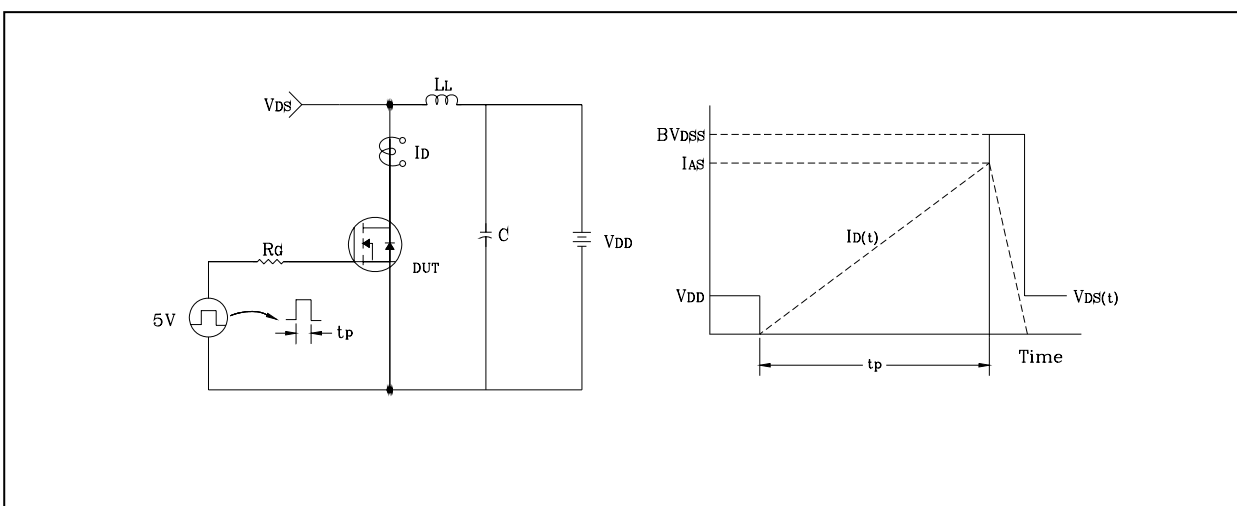 LL
VDS
ID
RG
DUT
C
VDD
5V
tp
BVDSS
IAS
ID(t)
VDD
VDS(t)
Time
tp